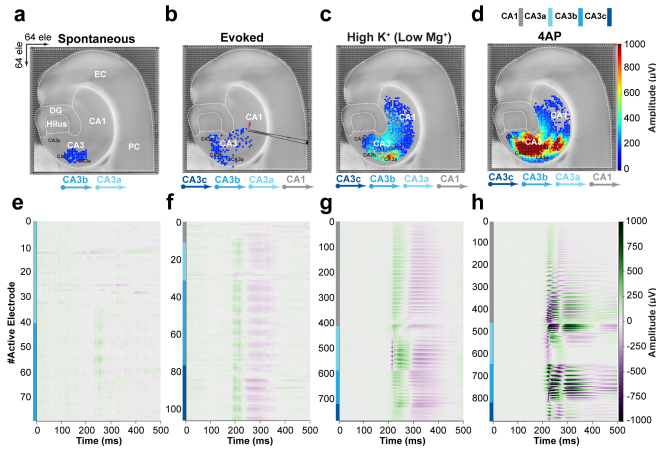 CA1 CA3a CA3b CA3c
a Spontaneous
b Evoked
c High K⁺ (Low Mg⁺)
d 4AP
64 ele
64 ele
EC
DG
Hilus
CA1
CA3c
CA3
PC
CA3b CA3a
CA1
CA3
CA3c CA3b CA3a CA1
CA1
CA3
CA3b
CA3a
CA3c CA3b CA3a CA1
CA1
CA3c CA3b CA3a CA1
1000
800
600
400
200
0
Amplitude (µV)
e
f
g
h
#Active Electrode
0
10
20
30
40
50
60
70
0 100 200 300 400 500
Time (ms)
0
20
40
60
80
100
0 100 200 300 400 500
Time (ms)
0
100
200
300
400
500
600
700
0 100 200 300 400 500
Time (ms)
0
100
200
300
400
500
600
700
800
0 100 200 300 400 500
Time (ms)
1000
750
500
250
0
-250
-500
-750
-1000
Amplitude (µV)